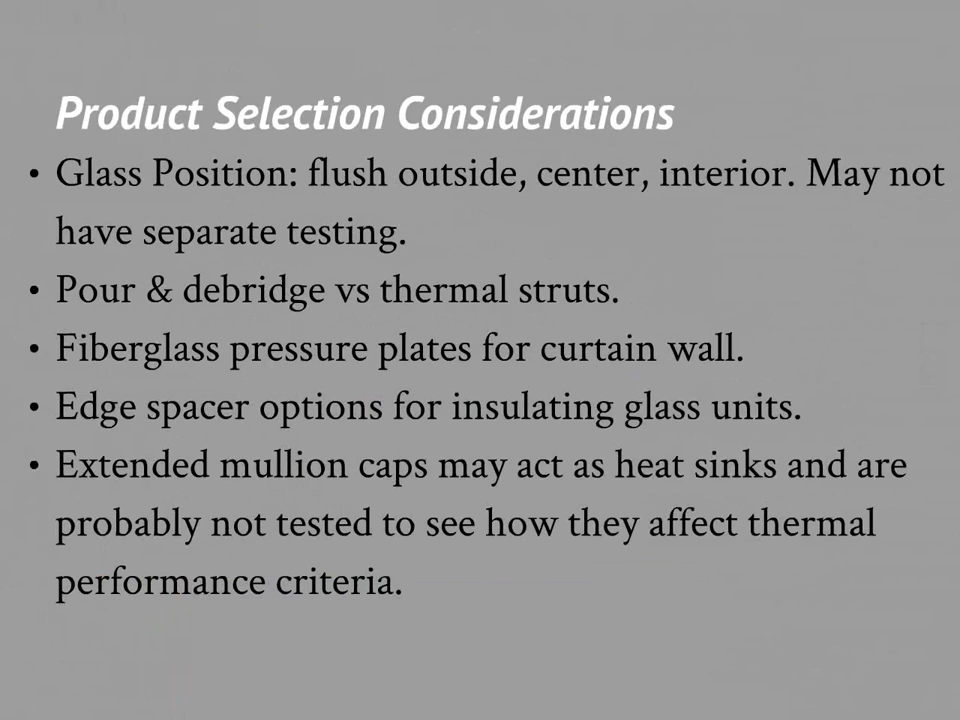 Product Selection Considerations
• Glass Position: flush outside, center, interior. May not
have separate testing.
• Pour & debridge vs thermal struts.
• Fiberglass pressure plates for curtain wall.
• Edge spacer options for insulating glass units.
• Extended mullion caps may act as heat sinks and are
probably not tested to see how they affect thermal
performance criteria.